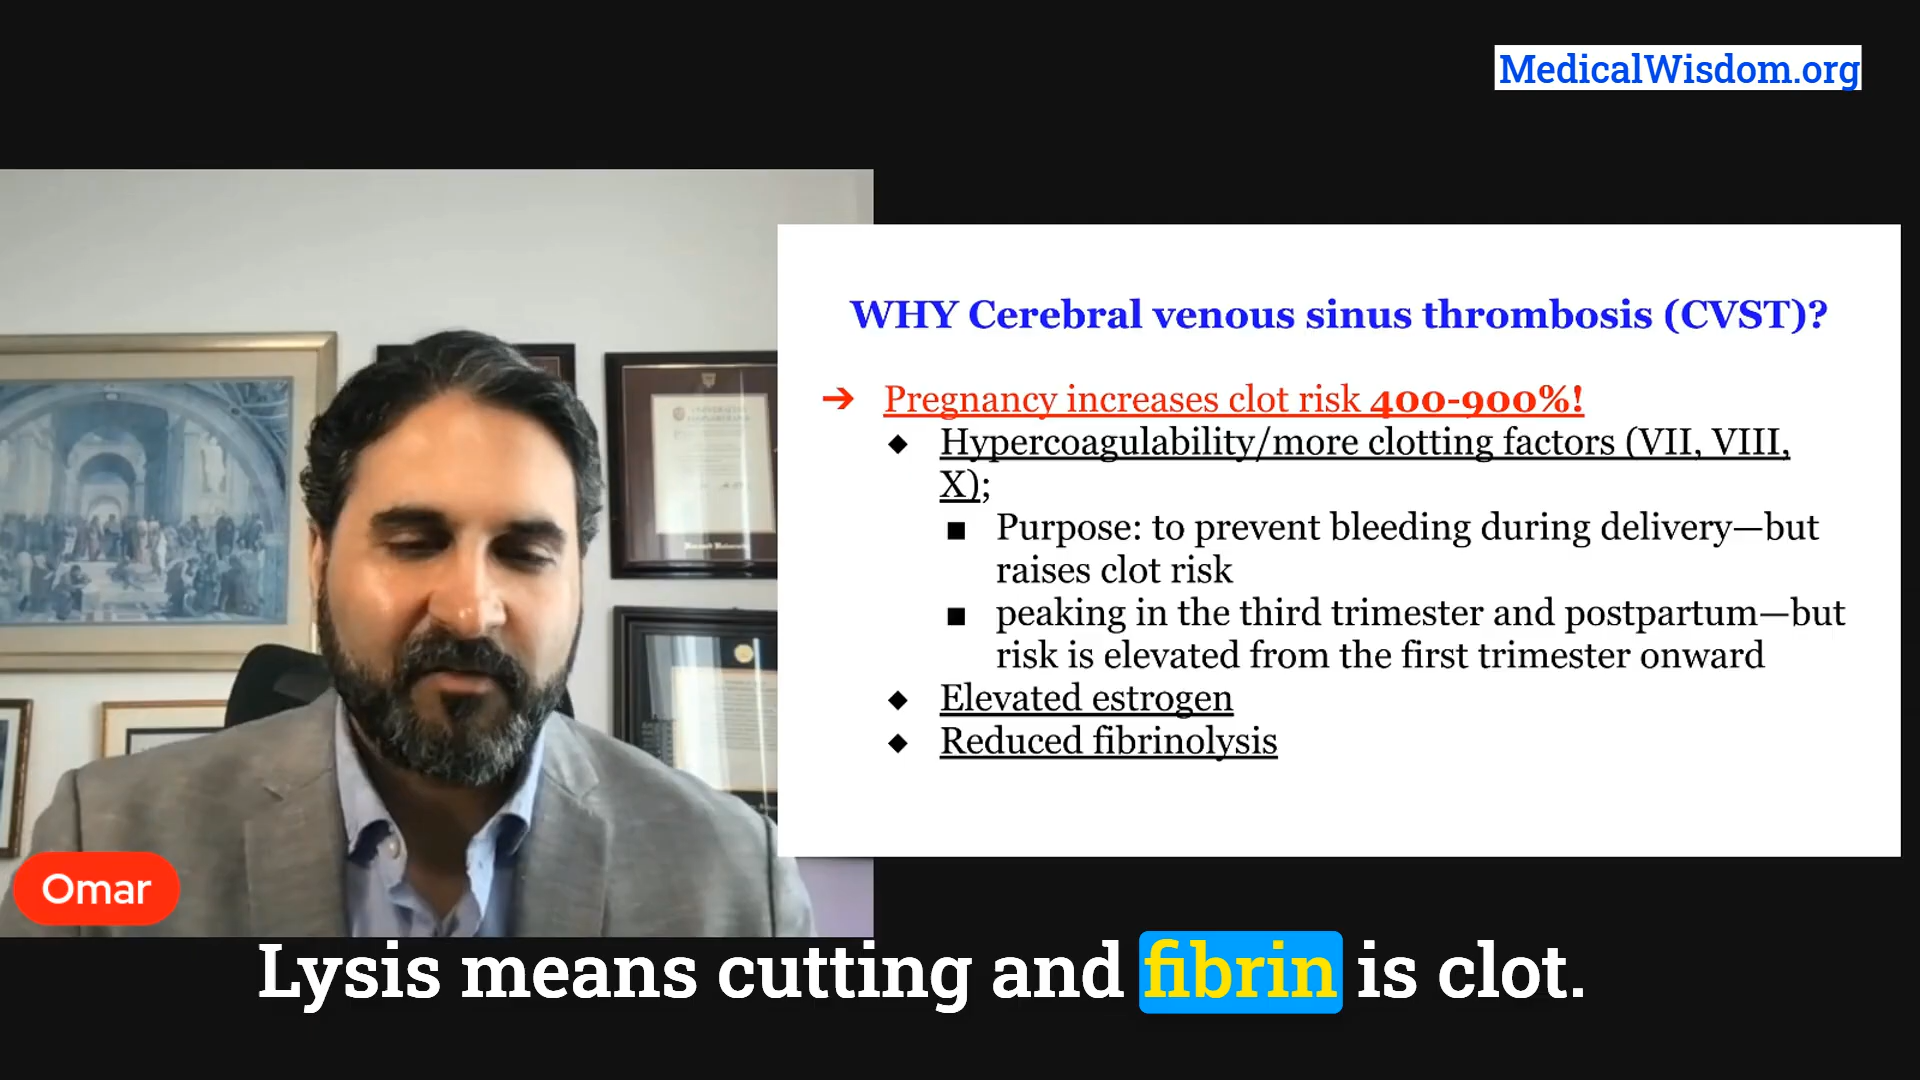 MedicalWisdom.org
WHY Cerebral venous sinus thrombosis (CVST)?
➔ Pregnancy increases clot risk 400-900%!
◆ Hypercoagulability/more clotting factors (VII, VIII,
X);
■ Purpose: to prevent bleeding during delivery—but
raises clot risk
■ peaking in the third trimester and postpartum—but
risk is elevated from the first trimester onward
◆ Elevated estrogen
◆ Reduced fibrinolysis
Omar
Lysis means cutting and fibrin is clot.